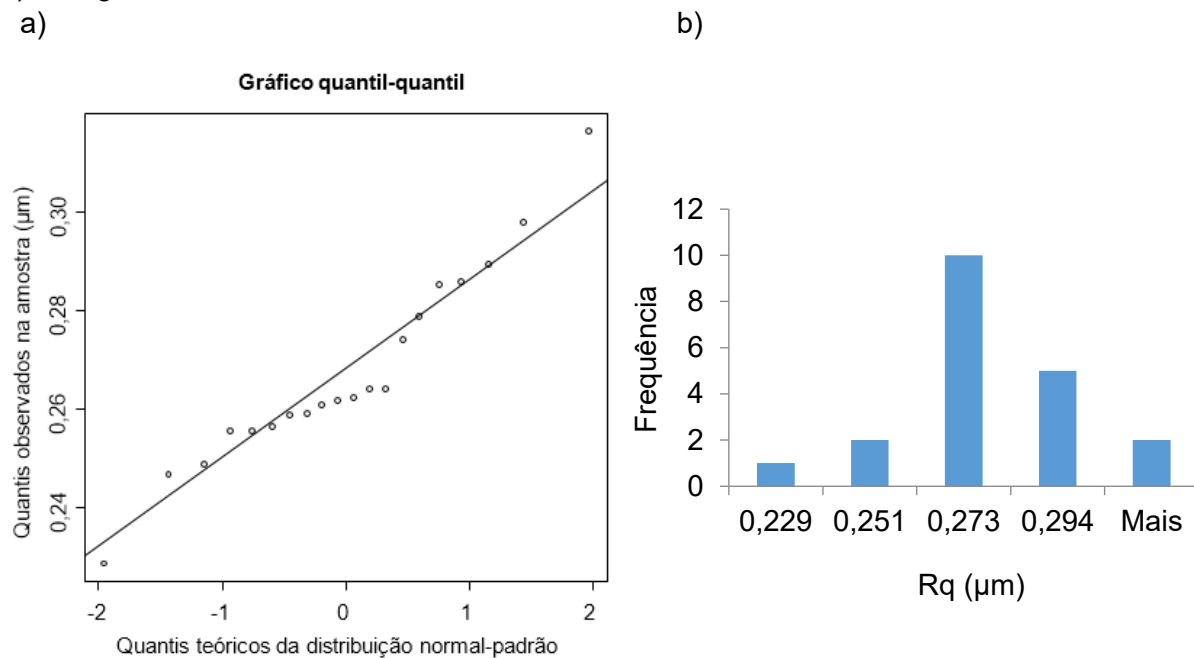 a)
b)
Gráfico quantil-quantil
Quantis observados na amostra (µm)
0,30
0,28
0,26
0,24
-2 -1 0 1 2
Quantis teóricos da distribuição normal-padrão
Frequência
12
10
8
6
4
2
0
0,229 0,251 0,273 0,294 Mais
Rq (µm)